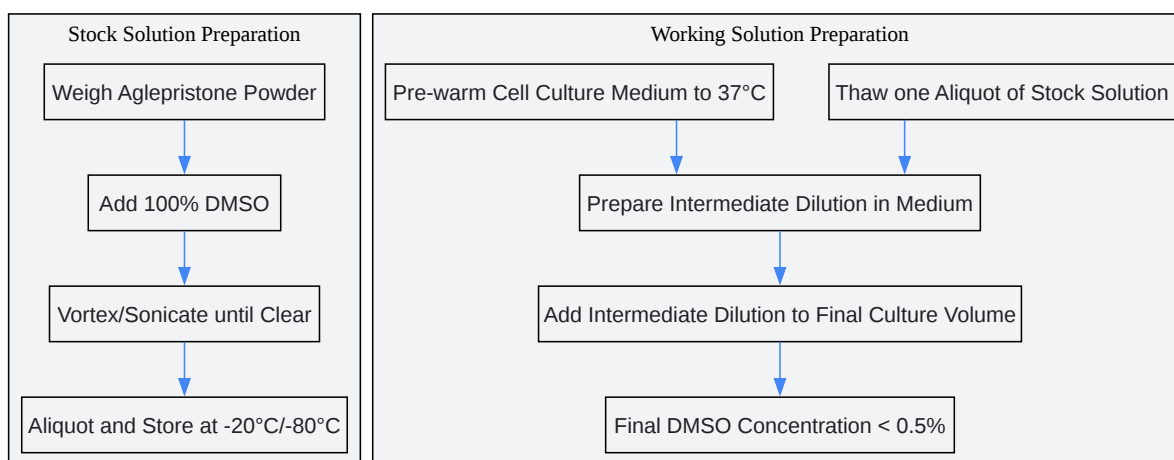 Stock Solution Preparation
Weigh Aglepristone Powder
Add 100% DMSO
Vortex/Sonicate until Clear
Aliquot and Store at -20°C/-80°C
Working Solution Preparation
Pre-warm Cell Culture Medium to 37°C
Thaw one Aliquot of Stock Solution
Prepare Intermediate Dilution in Medium
Add Intermediate Dilution to Final Culture Volume
Final DMSO Concentration < 0.5%